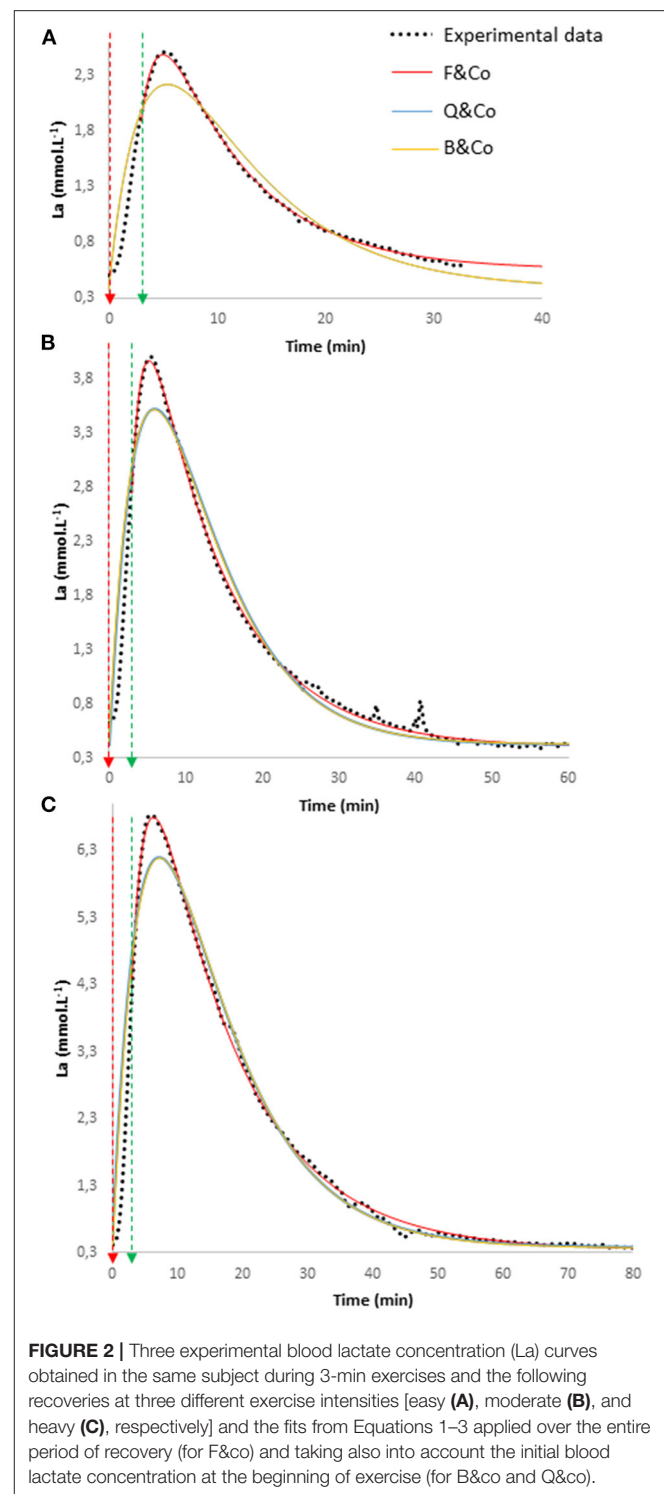 A
Experimental data
F&Co
Q&Co
B&Co
La (mmol.L-1)
2,3
1,8
1,3
0,8
0,3
0
10
20
30
40
Time (min)
B
La (mmol.L-1)
3,8
3,3
2,8
2,3
1,8
1,3
0,8
0,3
0
10
20
30
40
50
60
Time (min)
C
La (mmol.L-1)
6,3
5,3
4,3
3,3
2,3
1,3
0,3
0
10
20
30
40
50
60
70
80
Time (min)
FIGURE 2 | Three experimental blood lactate concentration (La) curves
obtained in the same subject during 3-min exercises and the following
recoveries at three different exercise intensities [easy (A), moderate (B), and
heavy (C), respectively] and the fits from Equations 1–3 applied over the entire
period of recovery (for F&co) and taking also into account the initial blood
lactate concentration at the beginning of exercise (for B&co and Q&co).